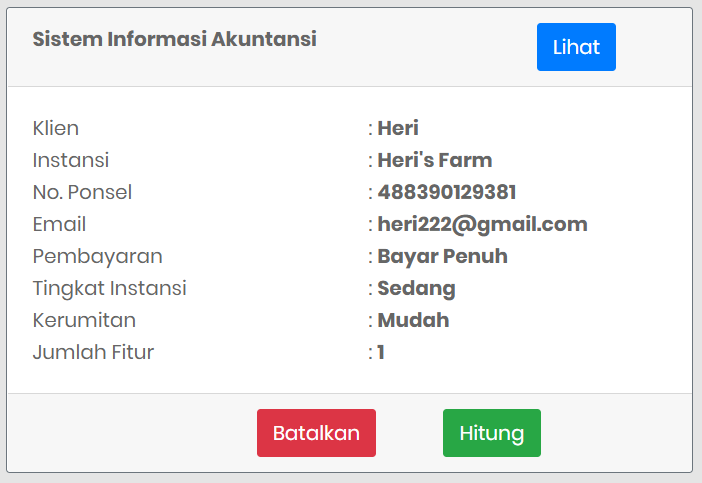 Sistem Informasi Akuntansi Lihat
Klien : Heri
Instansi : Heri's Farm
No. Ponsel : 488390129381
Email : heri222@gmail.com
Pembayaran : Bayar Penuh
Tingkat Instansi : Sedang
Kerumitan : Mudah
Jumlah Fitur : 1
Batalkan Hitung